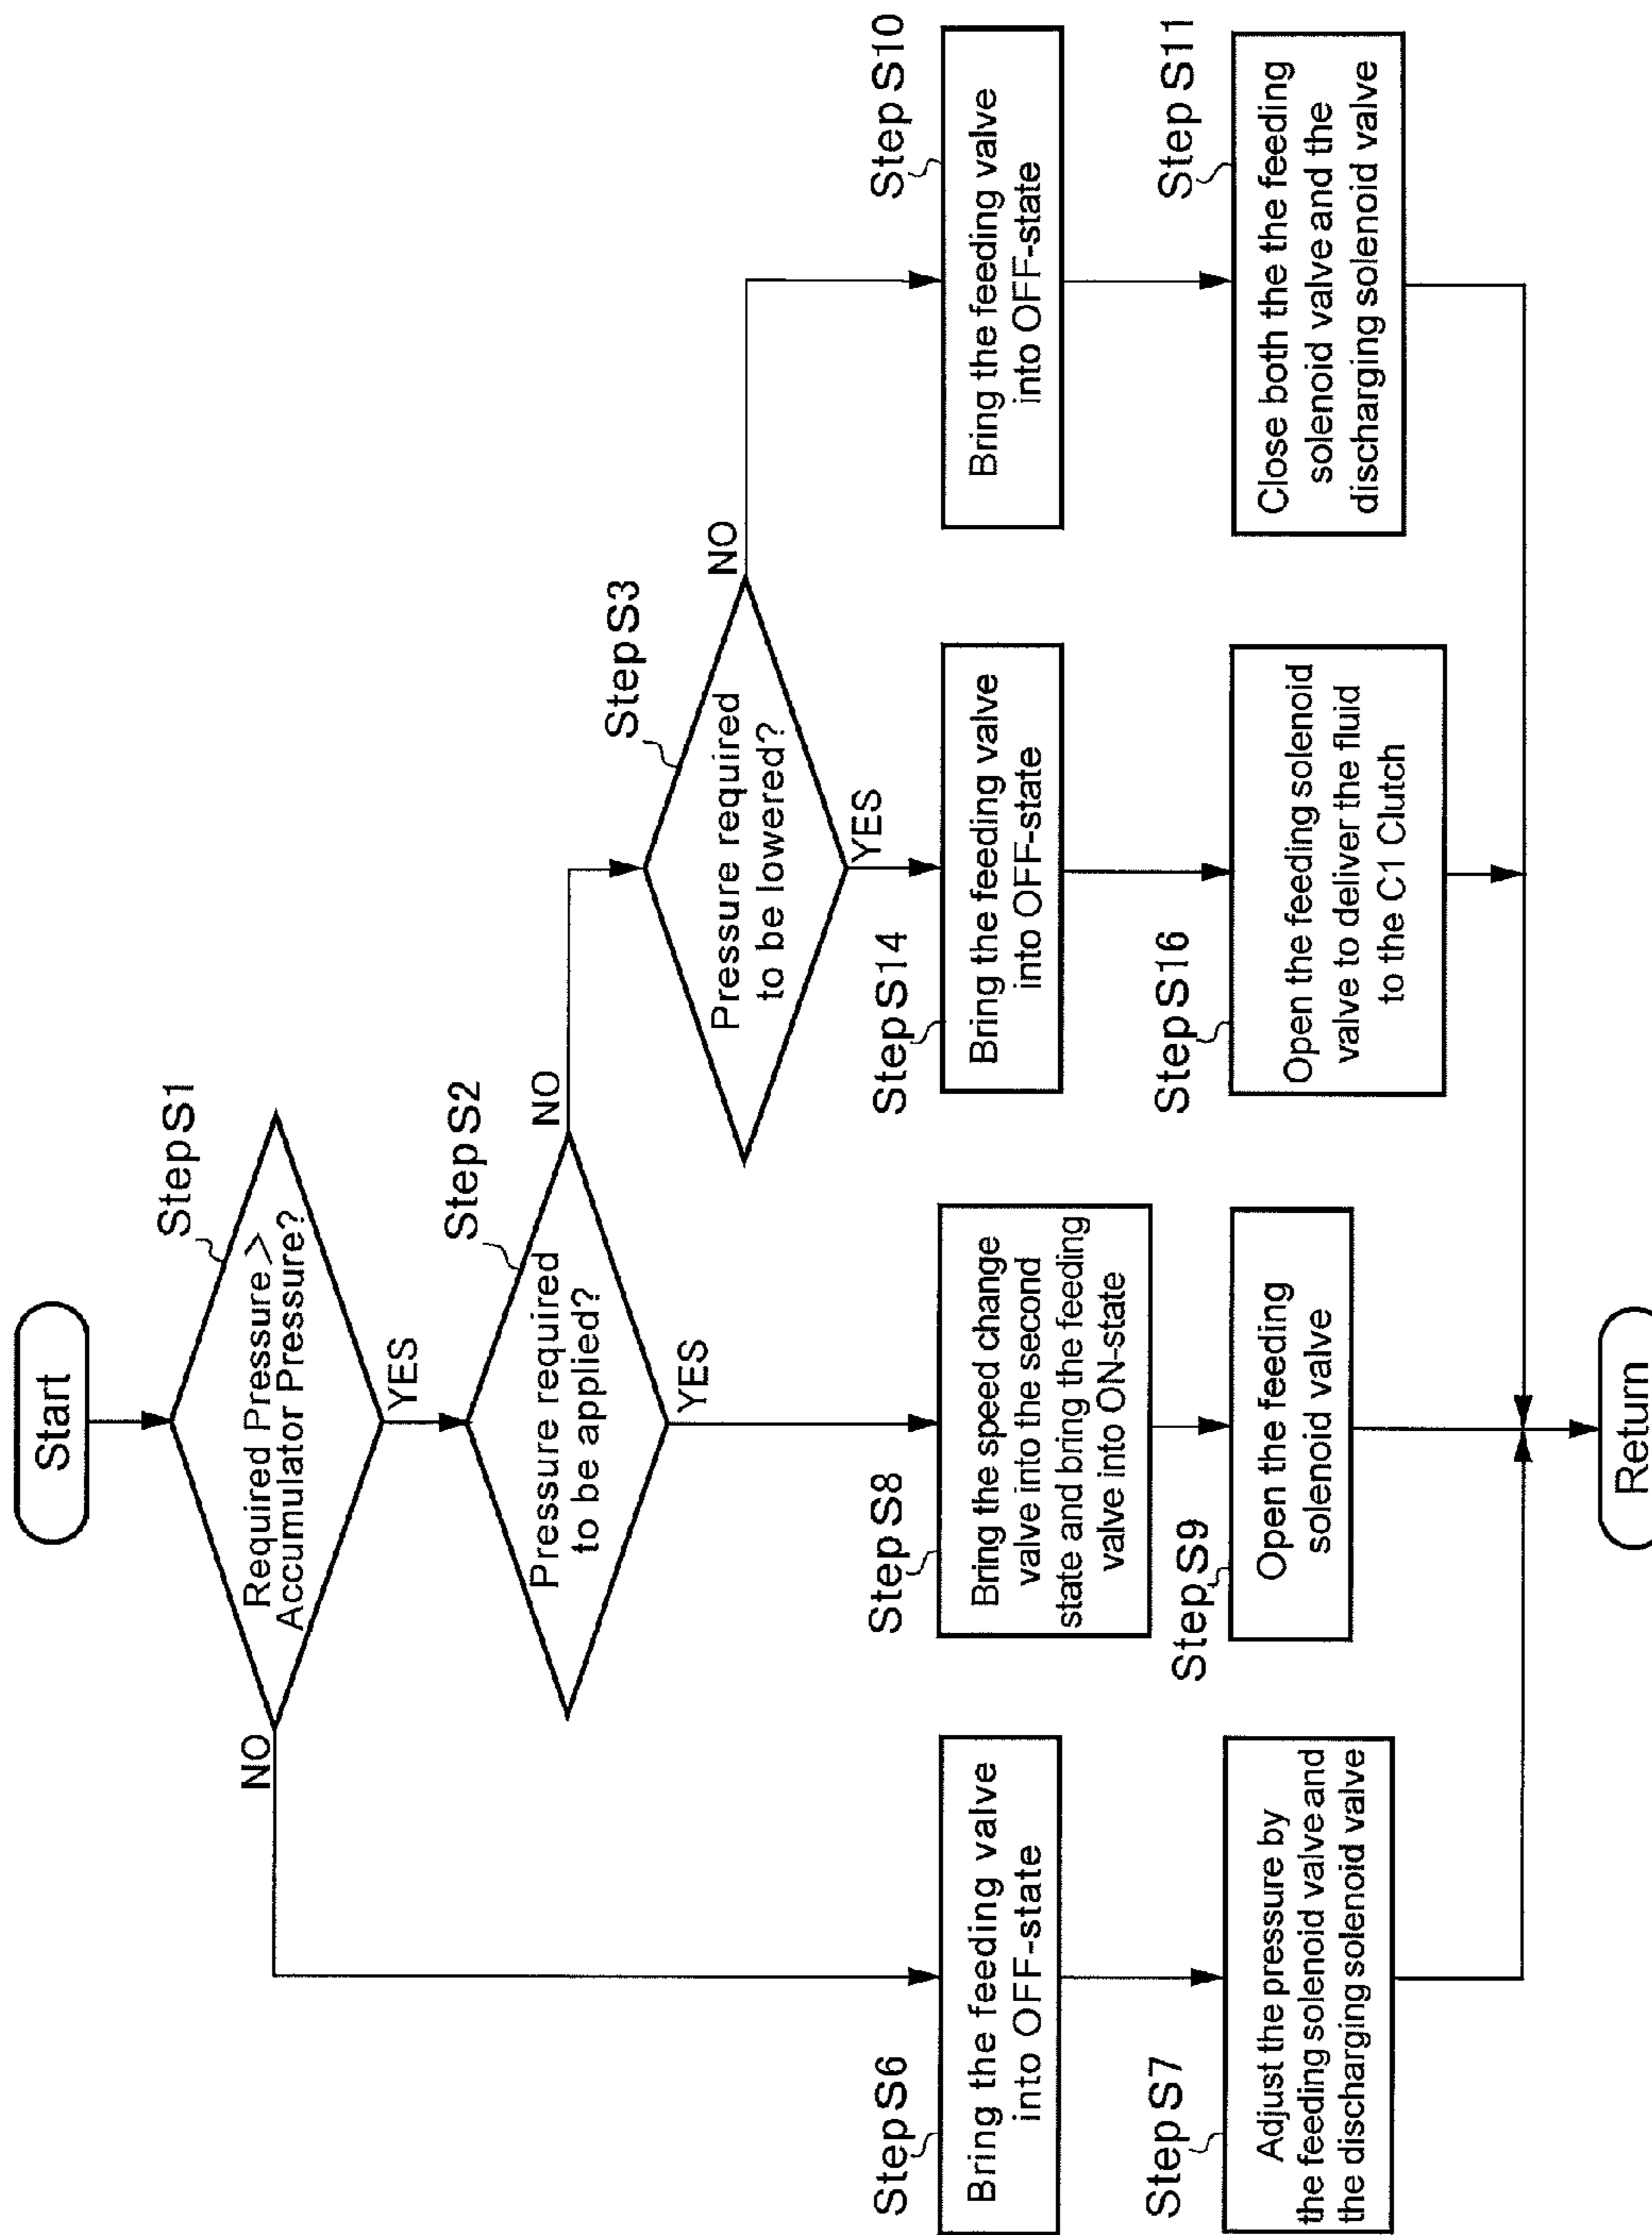 Start
Step S1
Required Pressure >
Accumulator Pressure?
NO
YES
Step S2
Pressure required
to be applied?
NO
YES
Step S3
Pressure required
to be lowered?
NO
YES
Step S6
Bring the feeding valve
into OFF-state
Step S8
Bring the speed change
valve into the second
state and bring the feeding
valve into ON-state
Step S14
Bring the feeding valve
into OFF-state
Step S10
Bring the feeding valve
into OFF-state
Step S7
Adjust the pressure by
the feeding solenoid valve and
the discharging solenoid valve
Step S9
Open the feeding
solenoid valve
Step S16
Open the feeding solenoid
valve to deliver the fluid
to the C1 Clutch
Step S11
Close both the the feeding
solenoid valve and the
discharging solenoid valve
Return